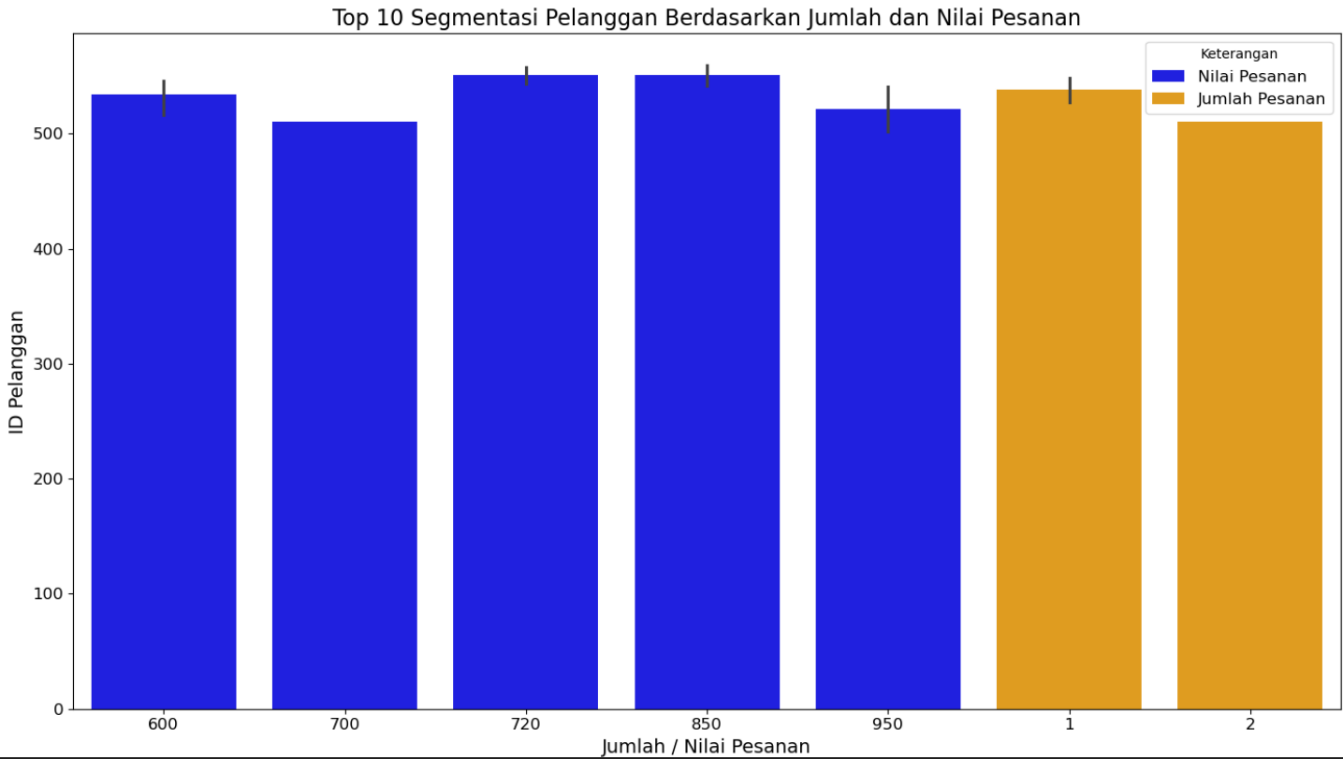 Top 10 Segmentasi Pelanggan Berdasarkan Jumlah dan Nilai Pesanan
Keterangan
Nilai Pesanan
Jumlah Pesanan
ID Pelanggan
500
400
300
200
100
0
600 700 720 850 950 1 2
Jumlah / Nilai Pesanan